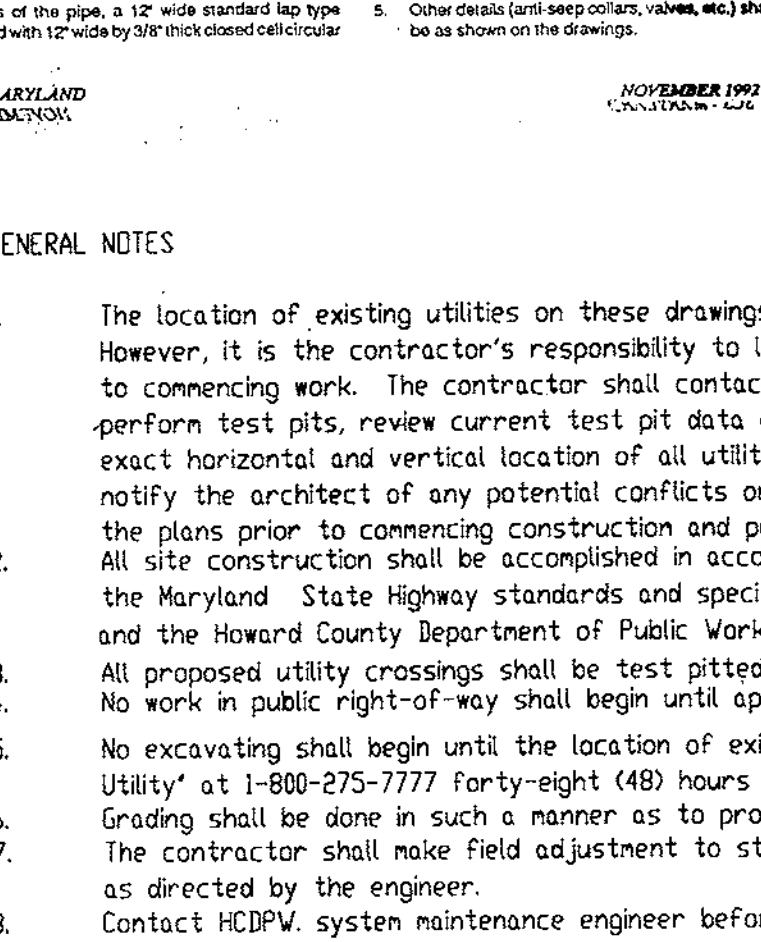 s of the pipe, a 12" wide standard lap type
d with 12" wide by 3/8" thick closed cell circular
5. Other details (anti-seep collars, valves, etc.) sha
be as shown on the drawings.
ARYLAND
NOVEMBER 1992
ENERAL NOTES
The location of existing utilities on these drawings
However, it is the contractor's responsibility to l
to commencing work. The contractor shall contac
perform test pits, review current test pit data
exact horizontal and vertical location of all utilit
notify the architect of any potential conflicts o
the plans prior to commencing construction and p
2. All site construction shall be accomplished in acco
the Maryland State Highway standards and speci
and the Howard County Department of Public Work
3. All proposed utility crossings shall be test pitted
4. No work in public right-of-way shall begin until ap
5. No excavating shall begin until the location of exi
Utility" at 1-800-275-7777 forty-eight (48) hours
6. Grading shall be done in such a manner as to pro
7. The contractor shall make field adjustment to st
as directed by the engineer.
8. Contact HCDPW. system maintenance engineer befor